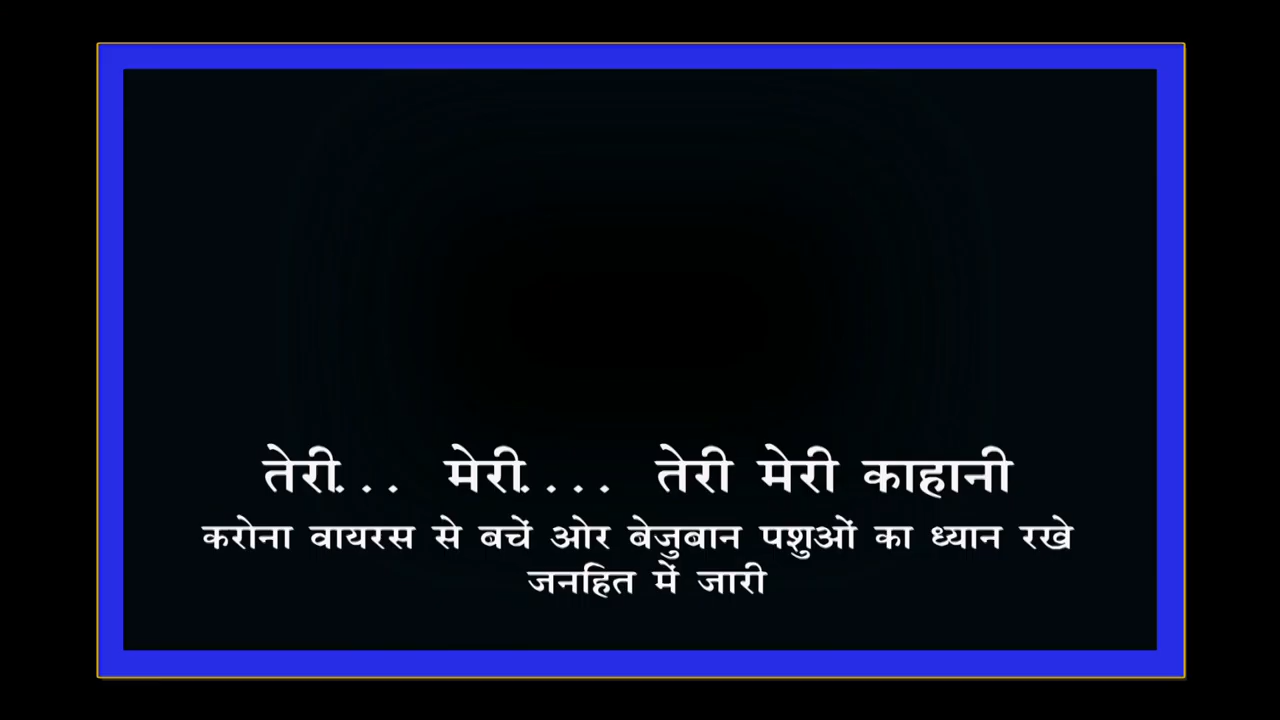 तेरी... मेरी.... तेरी मेरी काहानी
करोना वायरस से बचें ओर बेजुबान पशुओं का ध्यान रखे
जनहित में जारी